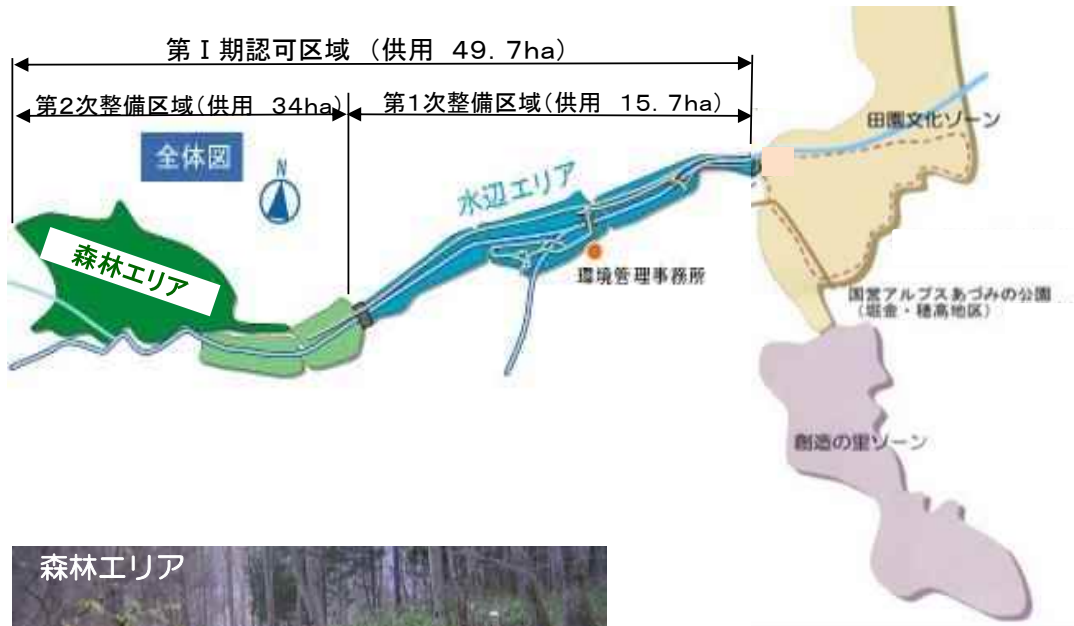 第Ⅰ期認可区域 (供用 49.7ha)
第2次整備区域(供用 34ha)
第1次整備区域(供用 15.7ha)
田園文化ゾーン
全体図
N
水辺エリア
森林エリア
環境管理事務所
国営アルプスあづみの公園
(堀金・穂高地区)
創造の里ゾーン
森林エリア